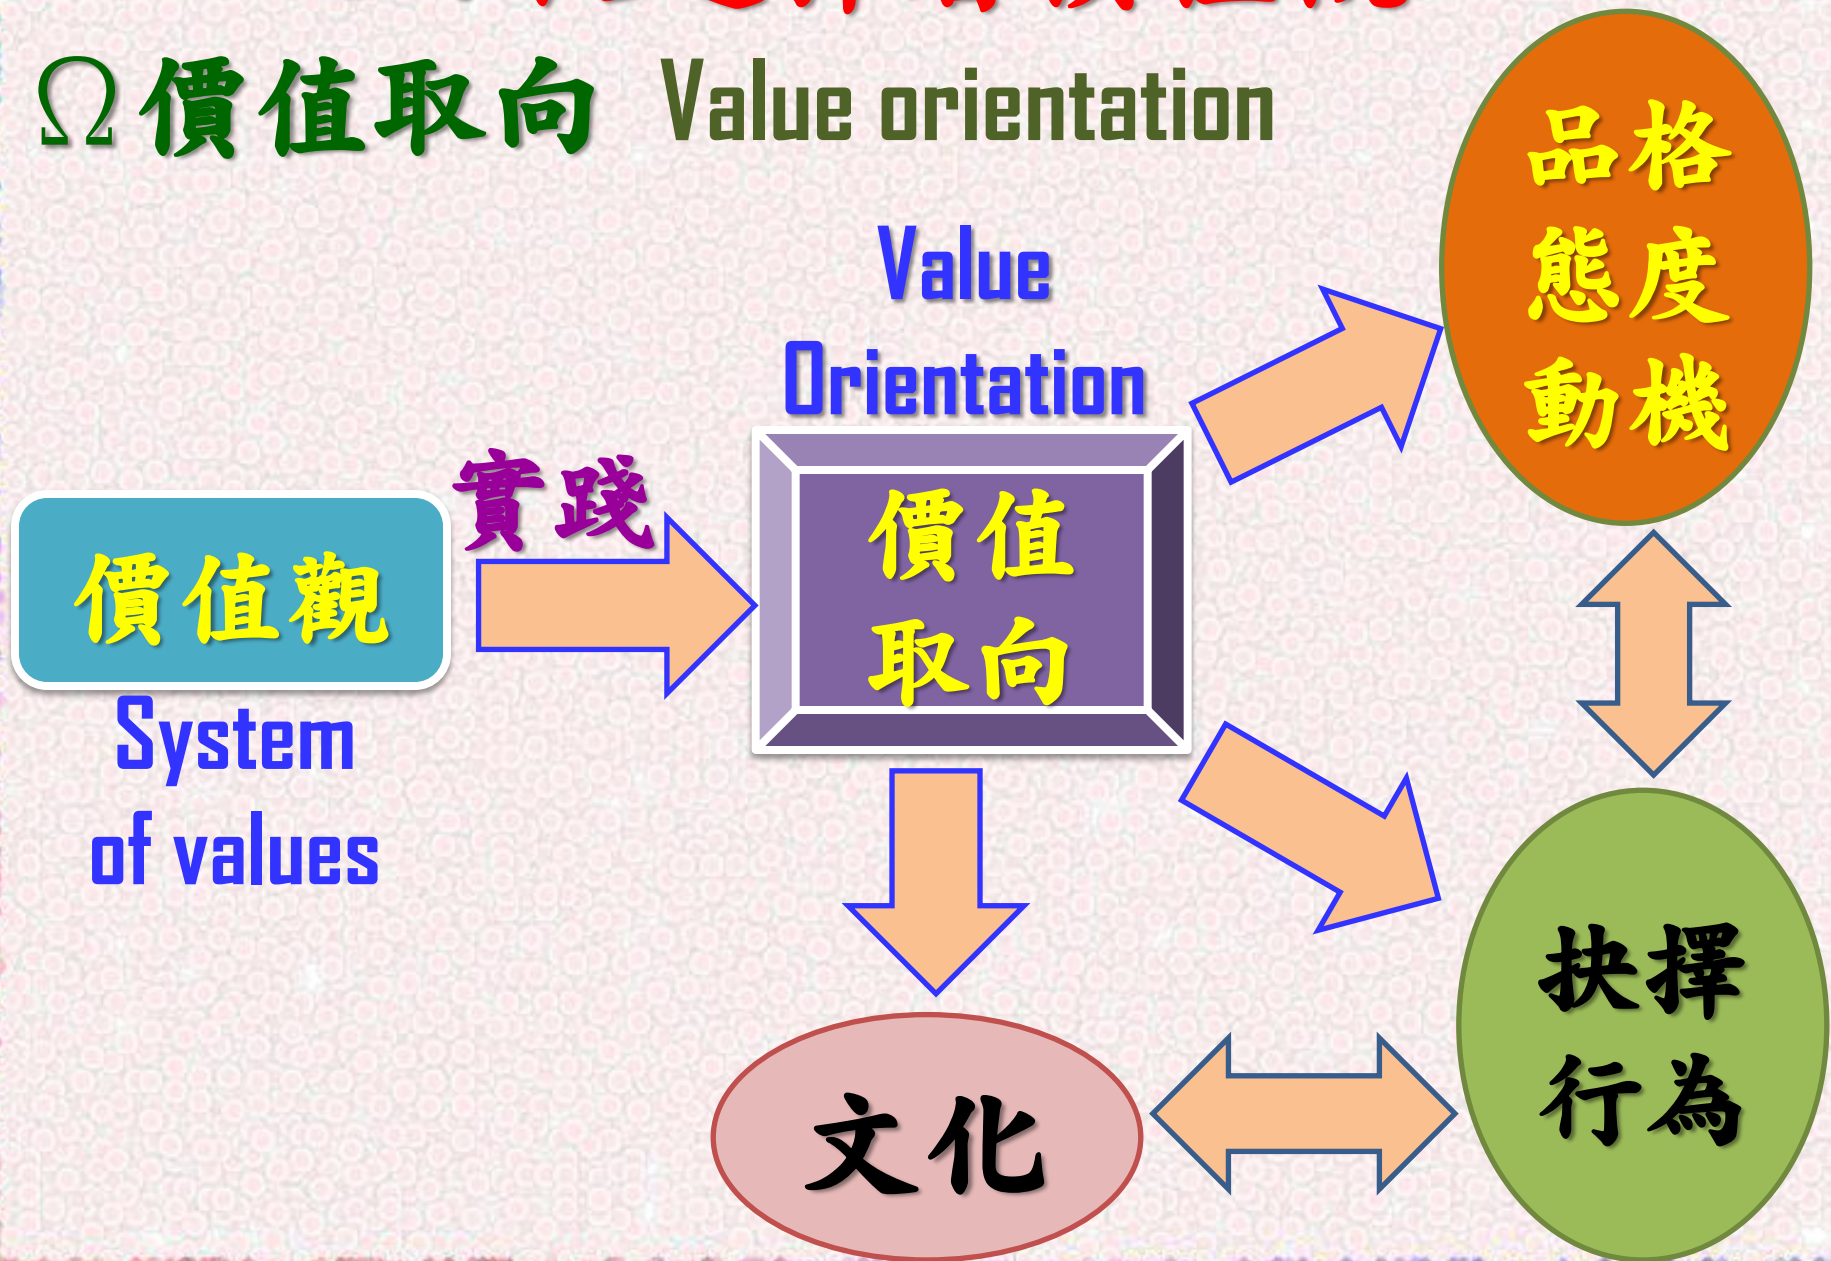 Ω價值取向 Value orientation
品格
態度
動機
Value
Orientation
實踐
價值
取向
價值觀
System
of values
抉擇
行為
文化